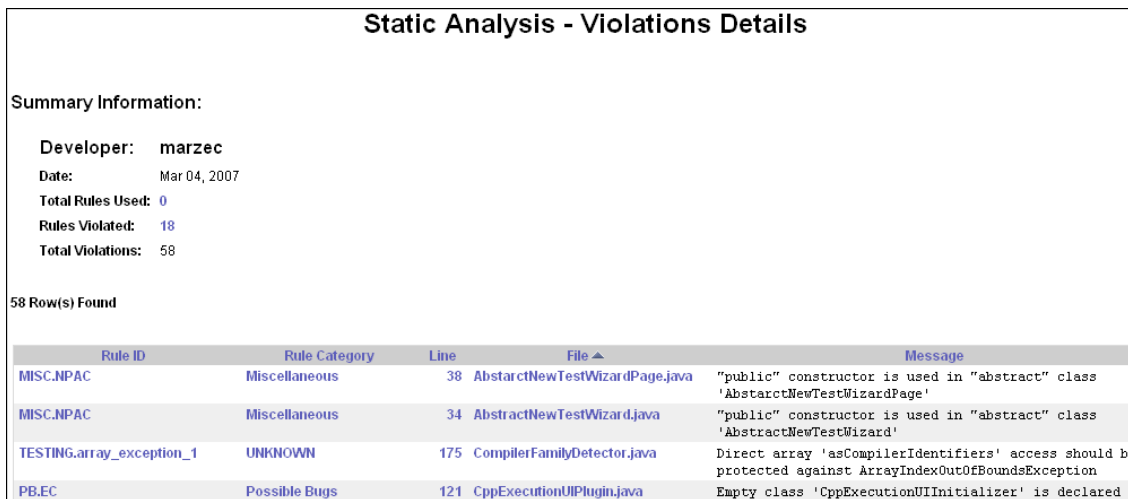 Static Analysis - Violations Details
Summary Information:
Developer: marzec
Date: Mar 04, 2007
Total Rules Used: 0
Rules Violated: 18
Total Violations: 58
58 Row(s) Found
Rule ID Rule Category Line File Message
MISC.NPAC Miscellaneous 38 AbstarctNewTestWizardPage.java "public" constructor is used in "abstract" class
'AbstarctNewTestWizardPage'
MISC.NPAC Miscellaneous 34 AbstractNewTestWizard.java "public" constructor is used in "abstract" class
'AbstractNewTestWizard'
TESTING.array_exception_1 UNKNOWN 175 CompilerFamilyDetector.java Direct array 'asCompilerIdentifiers' access should b
protected against ArrayIndexOutOfBoundsException
PB.EC Possible Bugs 121 CppExecutionUIPlugin.java Empty class 'CppExecutionUIInitializer' is declared